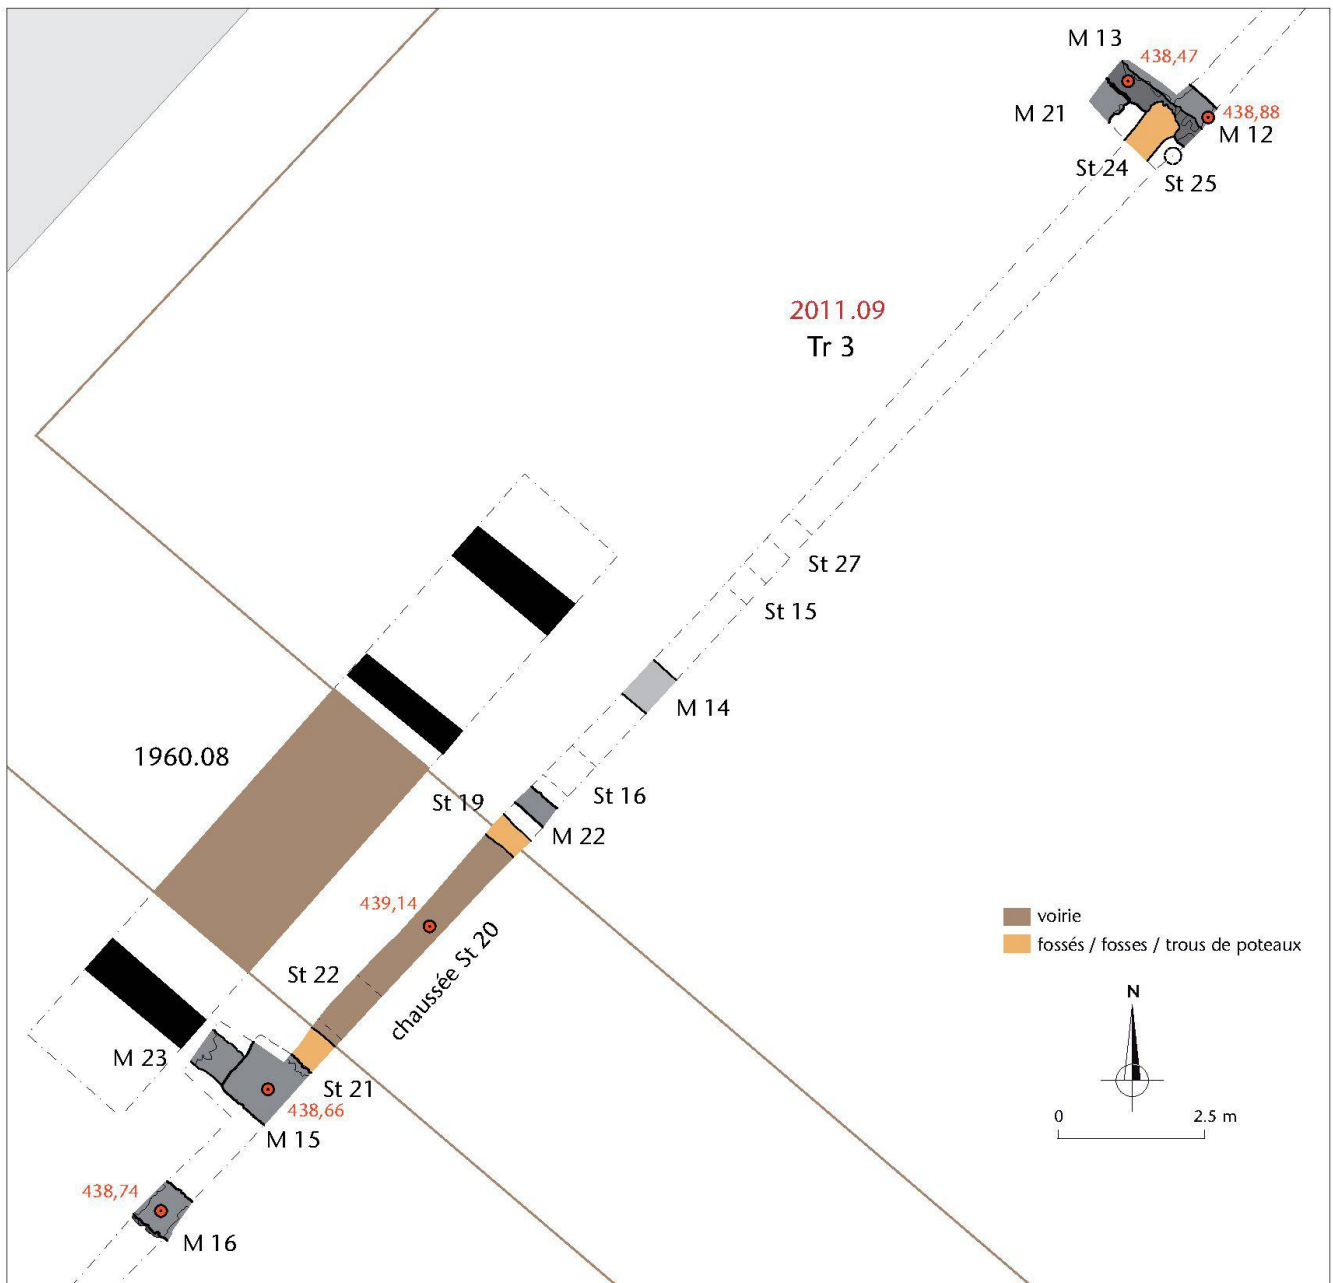 M 13
438,47
M 21
438,88
M 12
St 24
St 25
2011.09
Tr 3
St 27
St 15
M 14
1960.08
St 19
St 16
M 22
439,14
voirie
fossés / fosses / trous de poteaux
St 22
chaussée St 20
N
M 23
St 21
438,66
0 2.5 m
M 15
438,74
M 16